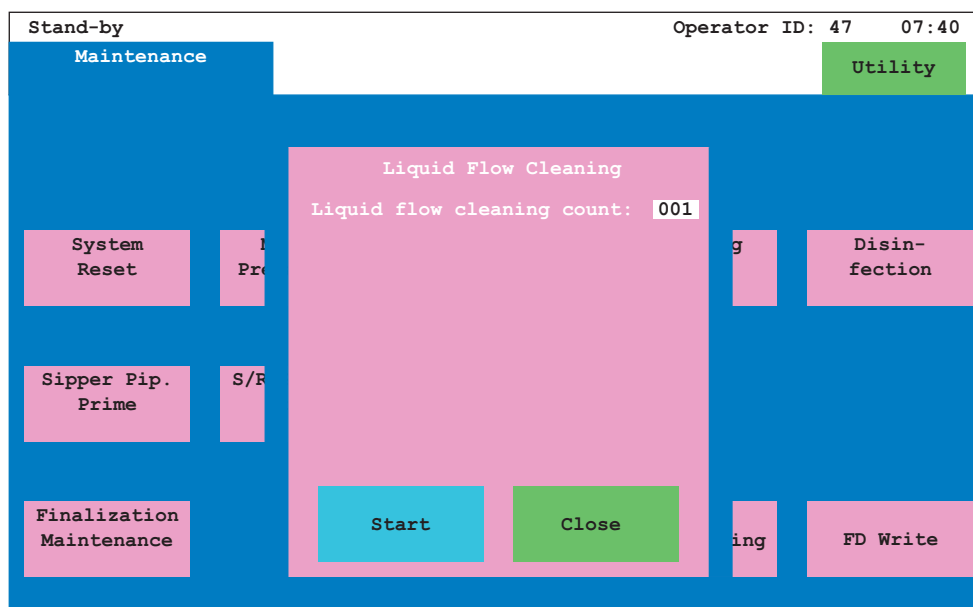 Stand-by Operator ID: 47 07:40
Maintenance
Utility
Liquid Flow Cleaning
Liquid flow cleaning count: 001
System
Reset
Disin-
fection
Sipper Pip.
Prime
S/R
Finalization
Maintenance
Start
Close
ing
FD Write